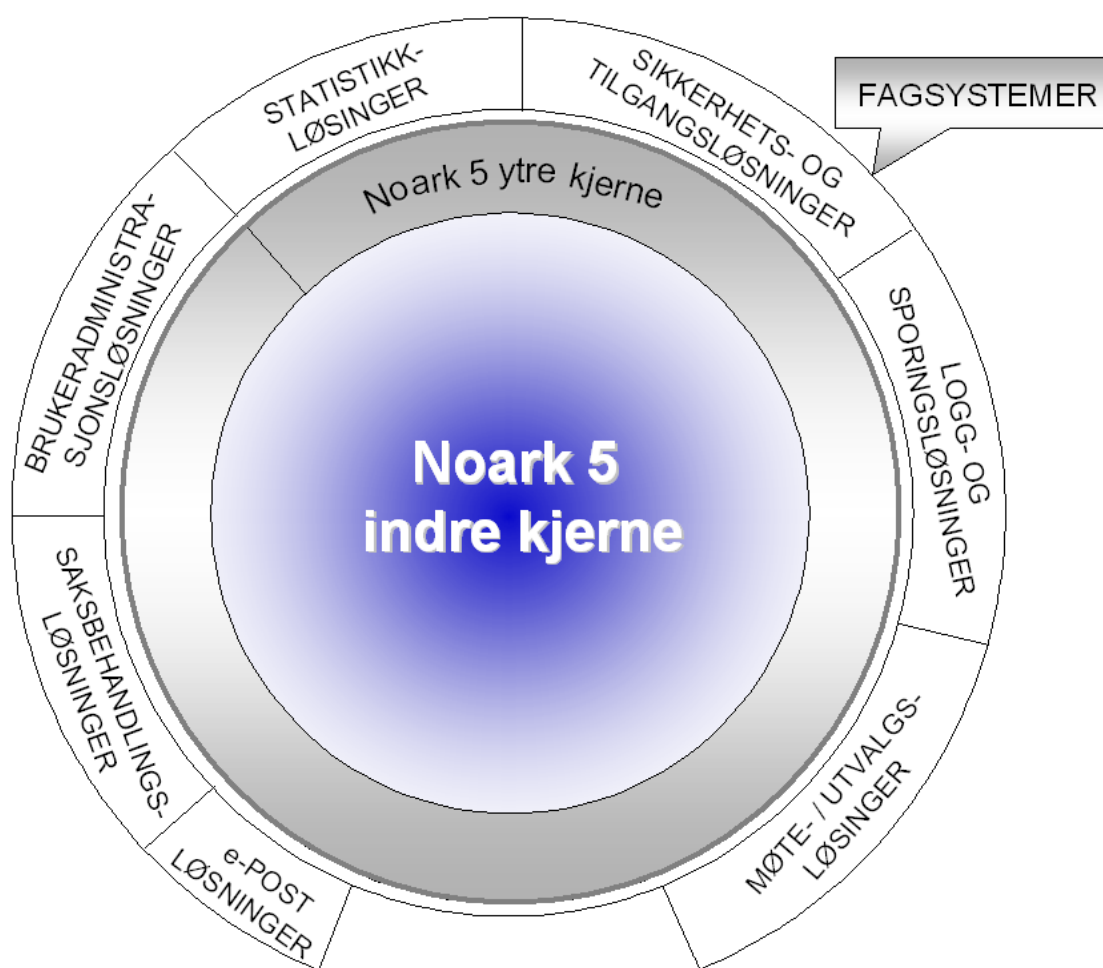 STATISTIKK-
LØSINGER
SIKKERHETS- OG
TILGANGSLØSNINGER
FAGSYSTEMER
Noark 5 ytre kjerne
BRUKERADMINISTRA-
SJONSLØSNINGER
LOGG- OG
SPORINGSLØSNINGER
Noark 5
indre kjerne
SAKSBEHANDLINGS-
LØSNINGER
MØTE- / UTVALGS-
LØSINGER
e-POST
LØSNINGER